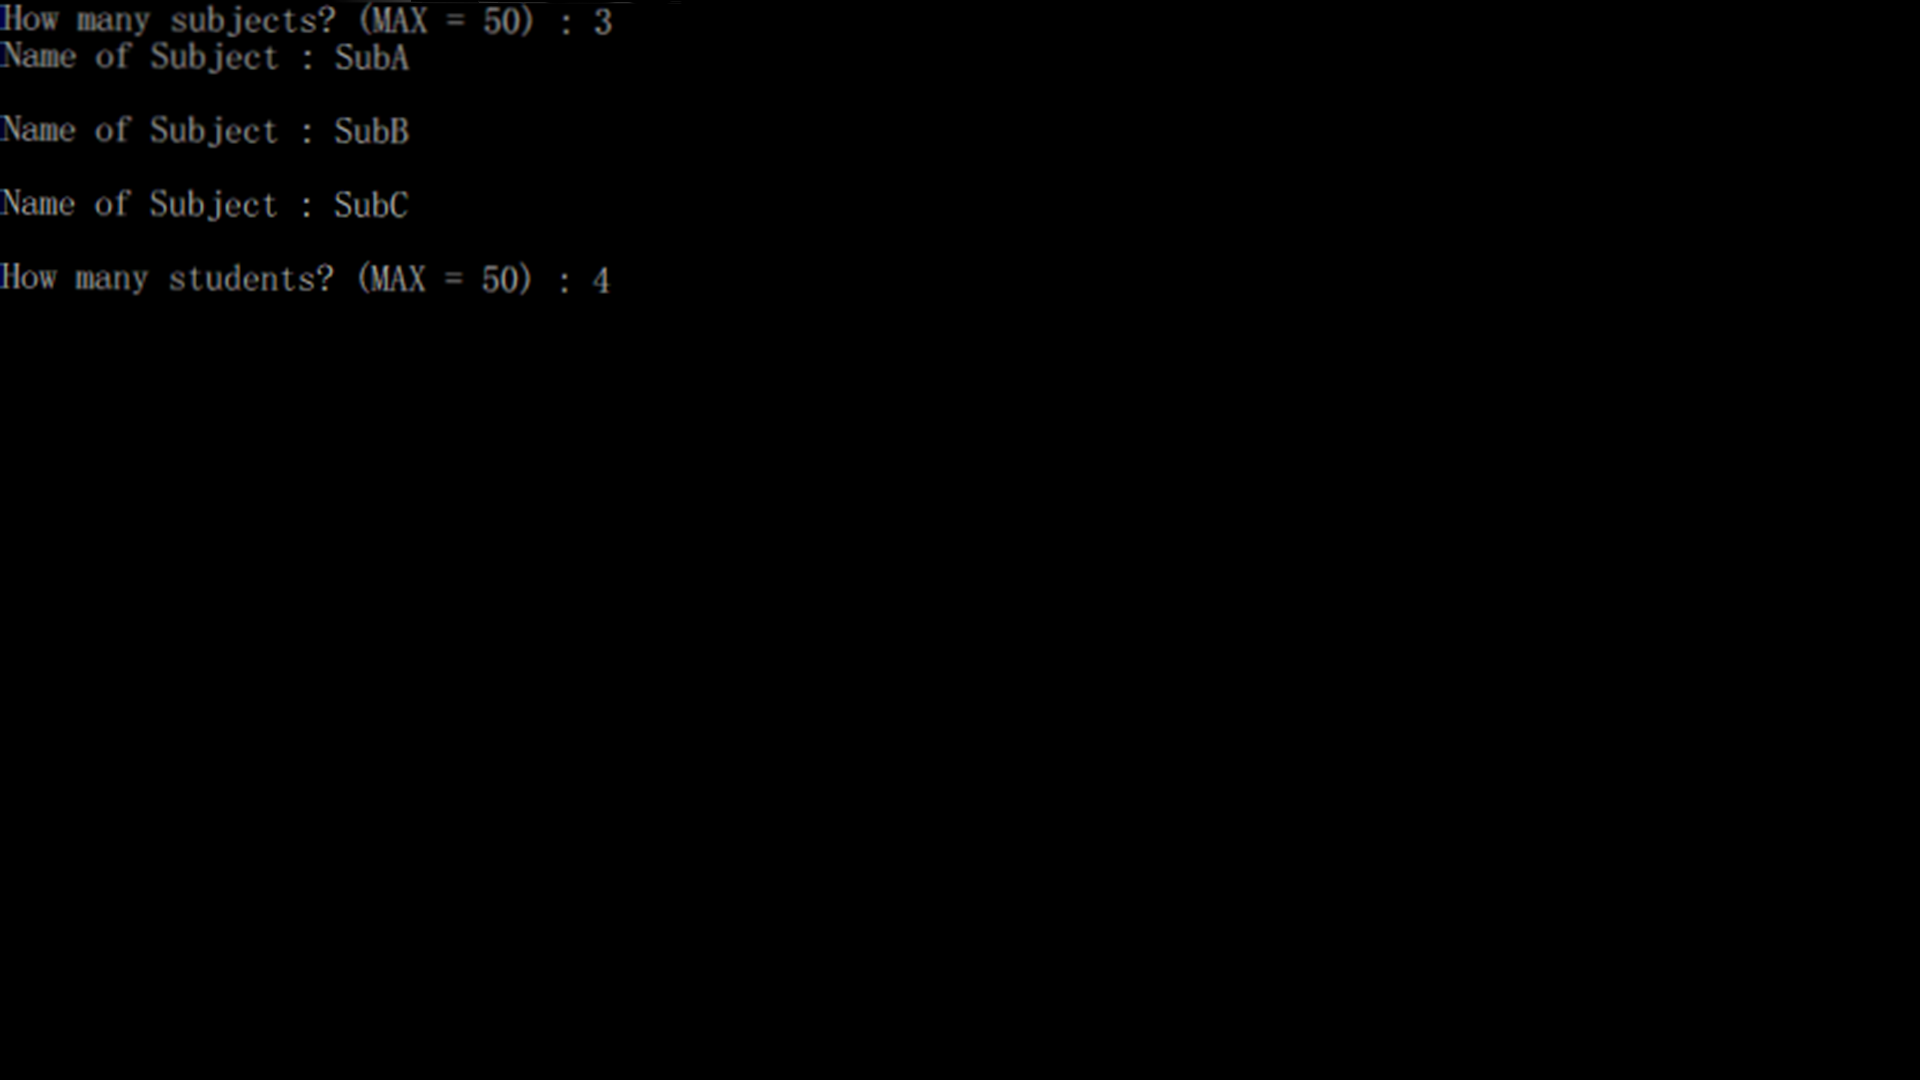 How many subjects? (MAX = 50) : 3
Name of Subject : SubA
Name of Subject : SubB
Name of Subject : SubC
How many students? (MAX = 50) : 4